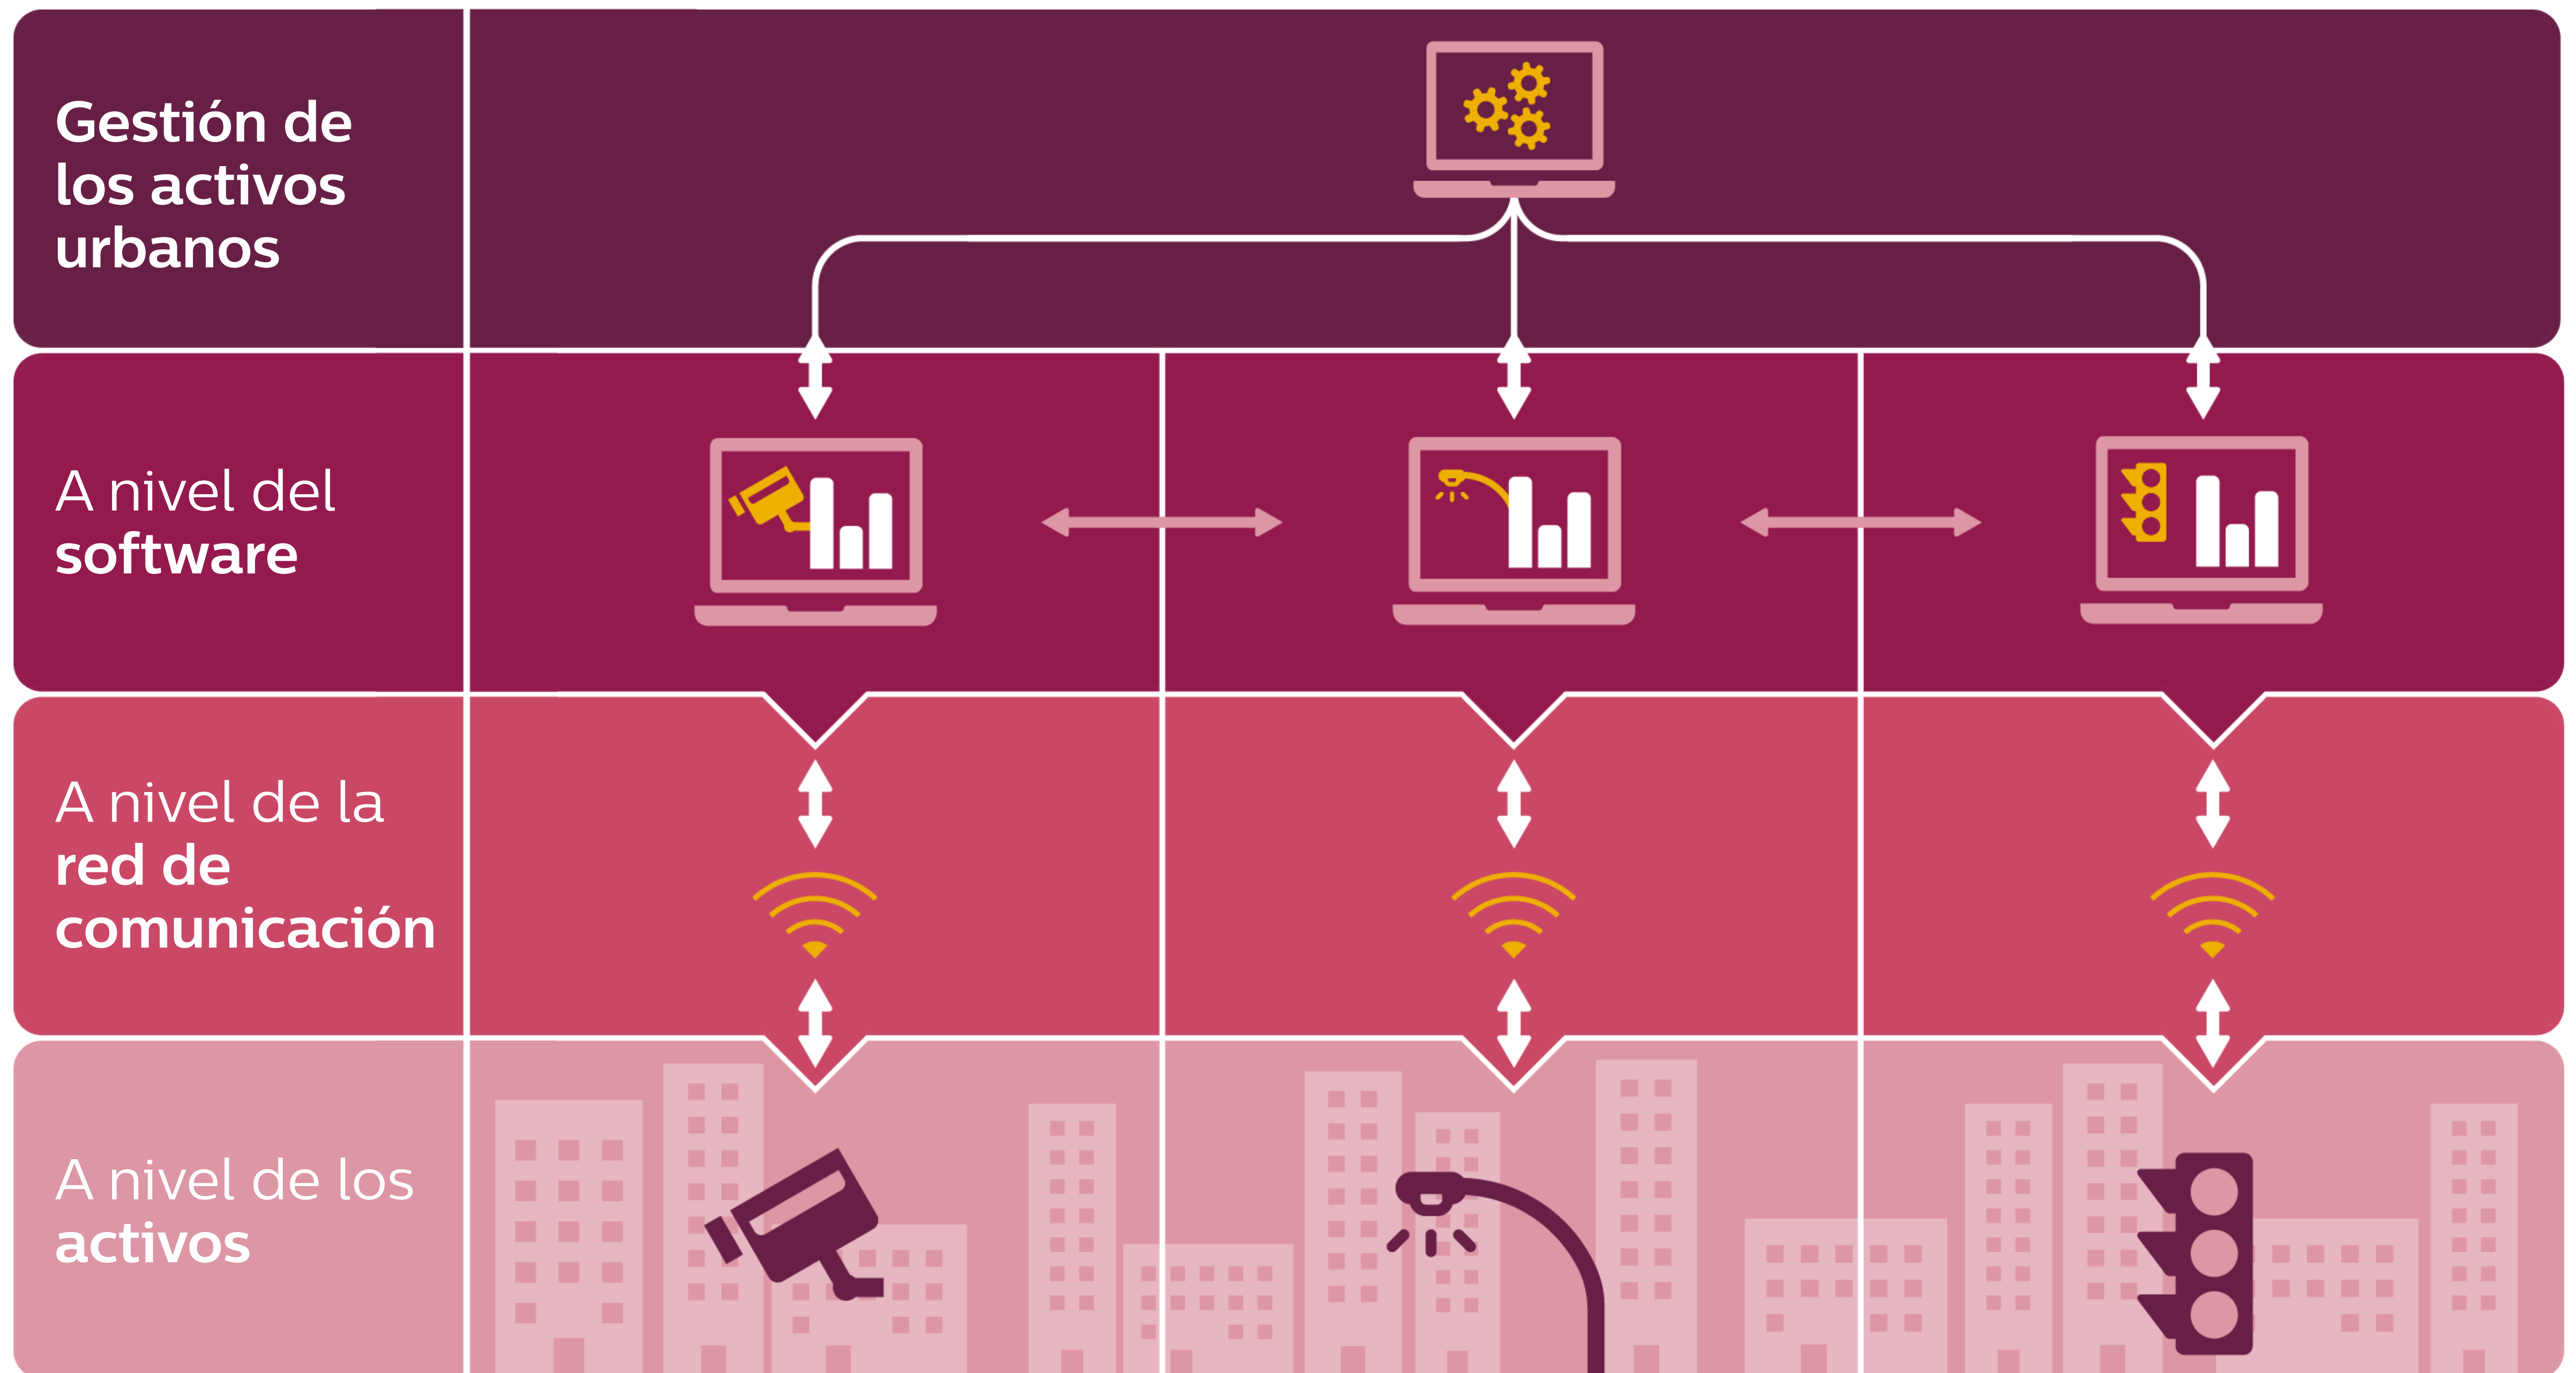 Gestión de
los activos
urbanos
A nivel del
software
A nivel de la
red de
comunicación
A nivel de los
activos